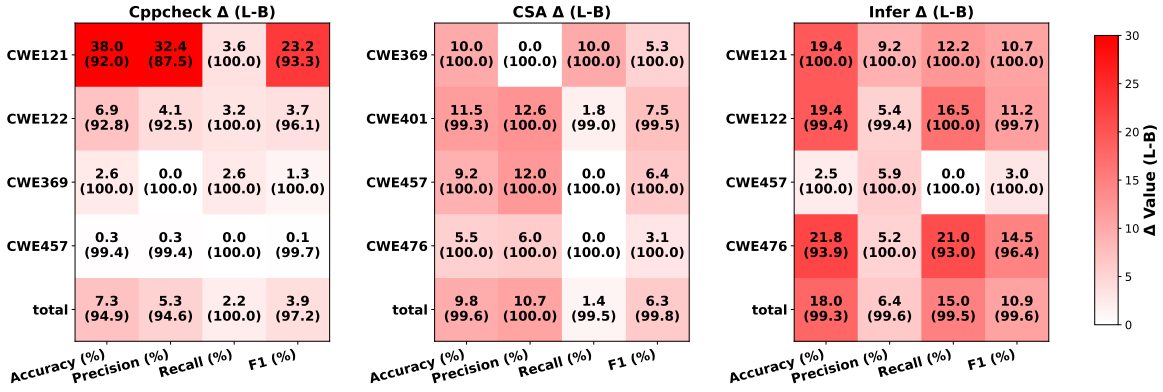 Cppcheck Δ (L-B)
CWE121
38.0 32.4 3.6 23.2
(92.0) (87.5) (100.0) (93.3)
CWE122
6.9 4.1 3.2 3.7
(92.8) (92.5) (100.0) (96.1)
CWE369
2.6 0.0 2.6 1.3
(100.0) (100.0) (100.0) (100.0)
CWE457
0.3 0.3 0.0 0.1
(99.4) (99.4) (100.0) (99.7)
total
7.3 5.3 2.2 3.9
(94.9) (94.6) (100.0) (97.2)
Accuracy (%) Precision (%) Recall (%) F1 (%)
CSA Δ (L-B)
CWE369
10.0 0.0 10.0 5.3
(100.0) (100.0) (100.0) (100.0)
CWE401
11.5 12.6 1.8 7.5
(99.3) (100.0) (99.0) (99.5)
CWE457
9.2 12.0 0.0 6.4
(100.0) (100.0) (100.0) (100.0)
CWE476
5.5 6.0 0.0 3.1
(100.0) (100.0) (100.0) (100.0)
total
9.8 10.7 1.4 6.3
(99.6) (100.0) (99.5) (99.8)
Accuracy (%) Precision (%) Recall (%) F1 (%)
Infer Δ (L-B)
CWE121
19.4 9.2 12.2 10.7
(100.0) (100.0) (100.0) (100.0)
CWE122
19.4 5.4 16.5 11.2
(99.4) (99.4) (100.0) (99.7)
CWE457
2.5 5.9 0.0 3.0
(100.0) (100.0) (100.0) (100.0)
CWE476
21.8 5.2 21.0 14.5
(93.9) (100.0) (93.0) (96.4)
total
18.0 6.4 15.0 10.9
(99.3) (99.6) (99.5) (99.6)
Accuracy (%) Precision (%) Recall (%) F1 (%)
30
25
20
15
10
5
0
Δ Value (L-B)